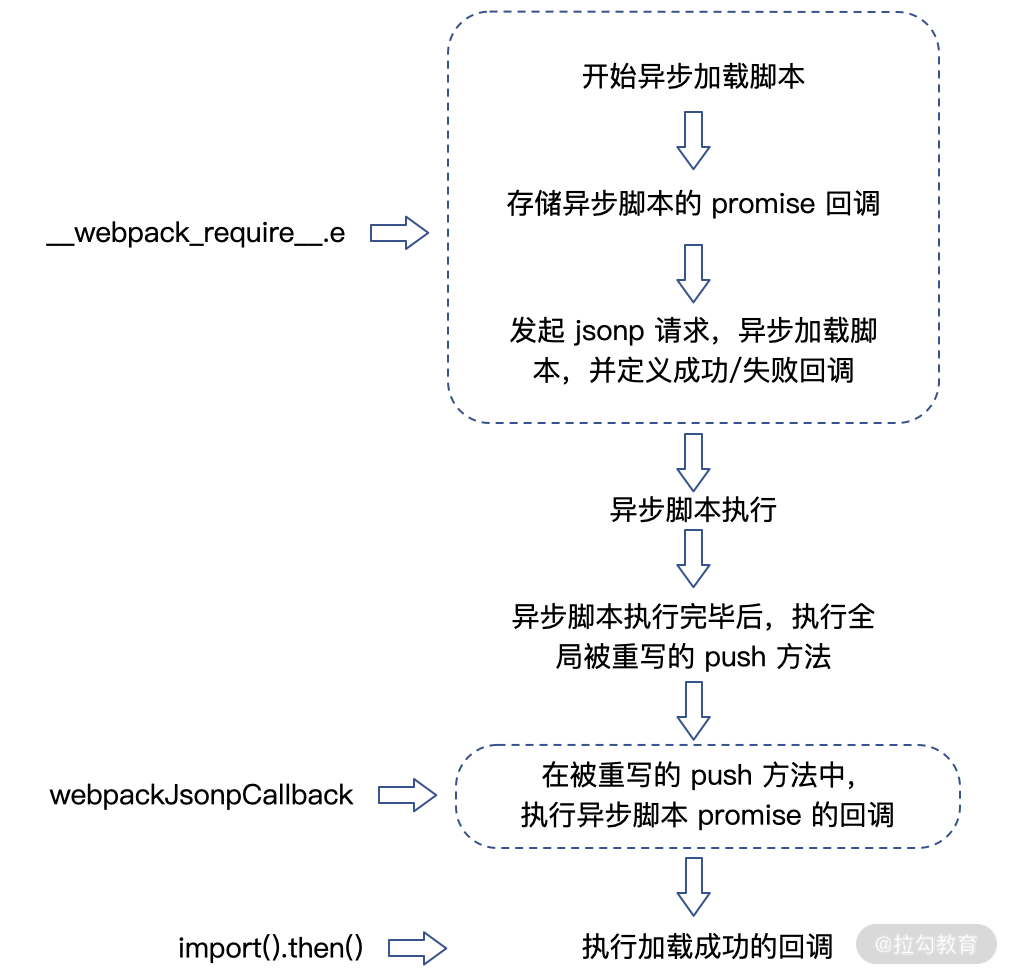 开始异步加载脚本
存储异步脚本的 promise 回调
__webpack_require__.e
发起 jsonp 请求，异步加载脚
本，并定义成功/失败回调
异步脚本执行
异步脚本执行完毕后，执行全
局被重写的 push 方法
webpackJsonpCallback
在被重写的 push 方法中，
执行异步脚本 promise 的回调
import().then()
执行加载成功的回调
@拉勾教育